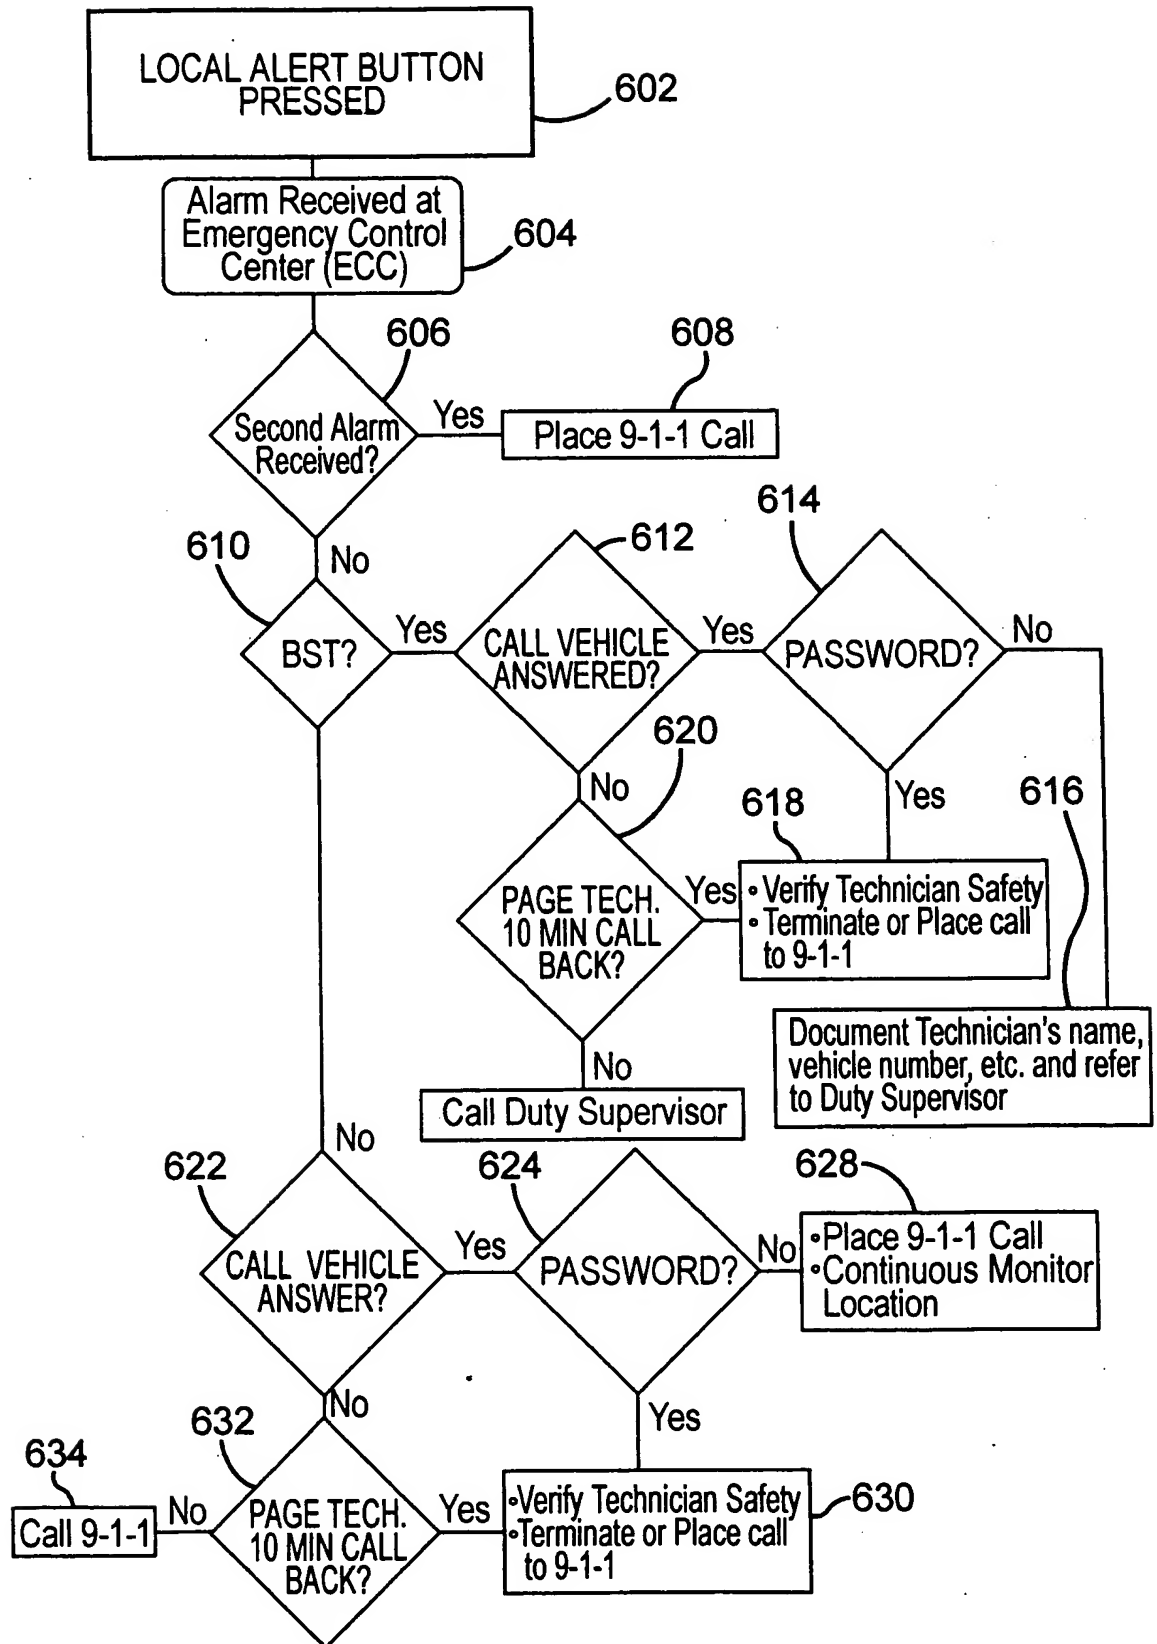 LOCAL ALERT BUTTON
PRESSED
602
Alarm Received at
Emergency Control
Center (ECC)
604
606
608
Second Alarm
Received?
Yes
Place 9-1-1 Call
No
610
612
614
BST?
Yes
CALL VEHICLE
ANSWERED?
Yes
PASSWORD?
No
No
620
Yes
618
616
PAGE TECH.
10 MIN CALL
BACK?
Yes
•Verify Technician Safety
•Terminate or Place call
to 9-1-1
No
Document Technician's name,
vehicle number, etc. and refer
to Duty Supervisor
Call Duty Supervisor
No
622
624
628
CALL VEHICLE
ANSWER?
Yes
PASSWORD?
No
•Place 9-1-1 Call
•Continuous Monitor
Location
No
Yes
632
634
Call 9-1-1
No
PAGE TECH.
10 MIN CALL
BACK?
Yes
•Verify Technician Safety
•Terminate or Place call
to 9-1-1
630